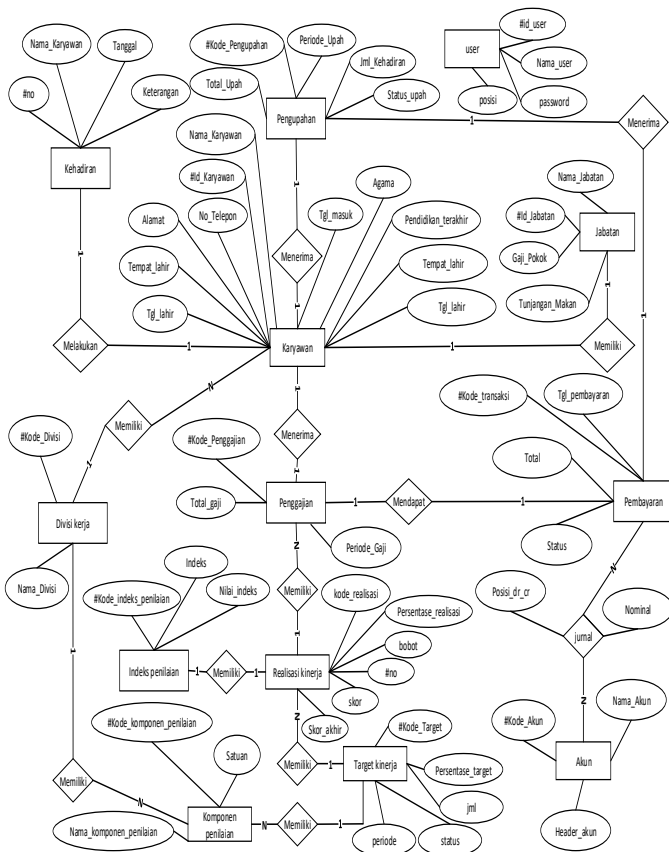 Nama_Karyawan
Tanggal
#no
Keterangan
Kehadiran
#Kode_Pengupahan
Periode_Upah
Total_Upah
Jml_Kehadiran
Status_upah
Pengupahan
1
#id_user
user
Nama_user
posisi
password
Menerima
Nama_Karyawan
#Id_Karyawan
No_Telepon
Alamat
Tempat_lahir
Tgl_lahir
1
Menerima
1
Tgl_masuk
Agama
Pendidikan_terakhir
Tempat_lahir
Tgl_lahir
Nama_Jabatan
#Id_Jabatan
Jabatan
Gaji_Pokok
Tunjangan_Makan
1
1
1
Melakukan
1
Karyawan
1
Memiliki
N
Memiliki
1
1
Menerima
1
#Kode_Divisi
Divisi kerja
Nama_Divisi
#Kode_Penggajian
Total_gaji
Penggajian
Periode_Gaji
1
Mendapat
1
#Kode_transaksi
Tgl_pembayaran
Total
Pembayaran
Status
N
Memiliki
1
N
Posisi_dr_cr
Nominal
jurnal
N
Indeks
#Kode_indeks_penilaian
Nilai_indeks
Indeks penilaian
1
Memiliki
1
Realisasi kinerja
kode_realisasi
Persentase_realisasi
bobot
#no
skor
Skor_akhir
N
1
#Kode_komponen_penilaian
Satuan
Memiliki
N
Nama_komponen_penilaian
Komponen penilaian
N
Memiliki
1
Memiliki
1
Target kinerja
#Kode_Target
Persentase_target
jml
periode
status
Nama_Akun
#Kode_Akun
Akun
Header_akun